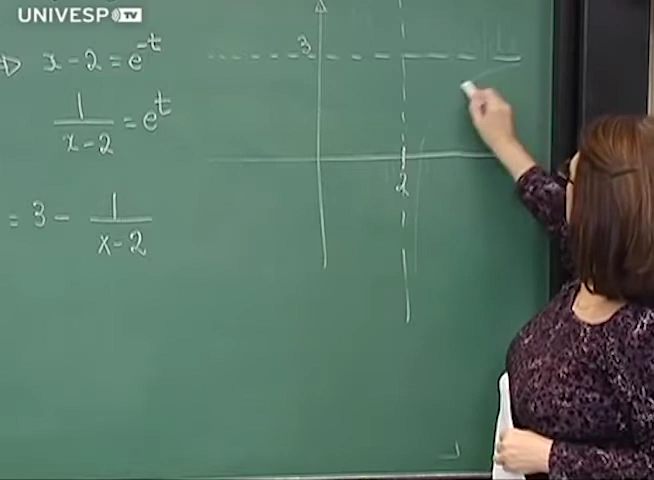 UNIVESP TV
⇒ x-2 = e^-t
1/(x-2) = e^t
= 3 - 1/(x-2)
3
2